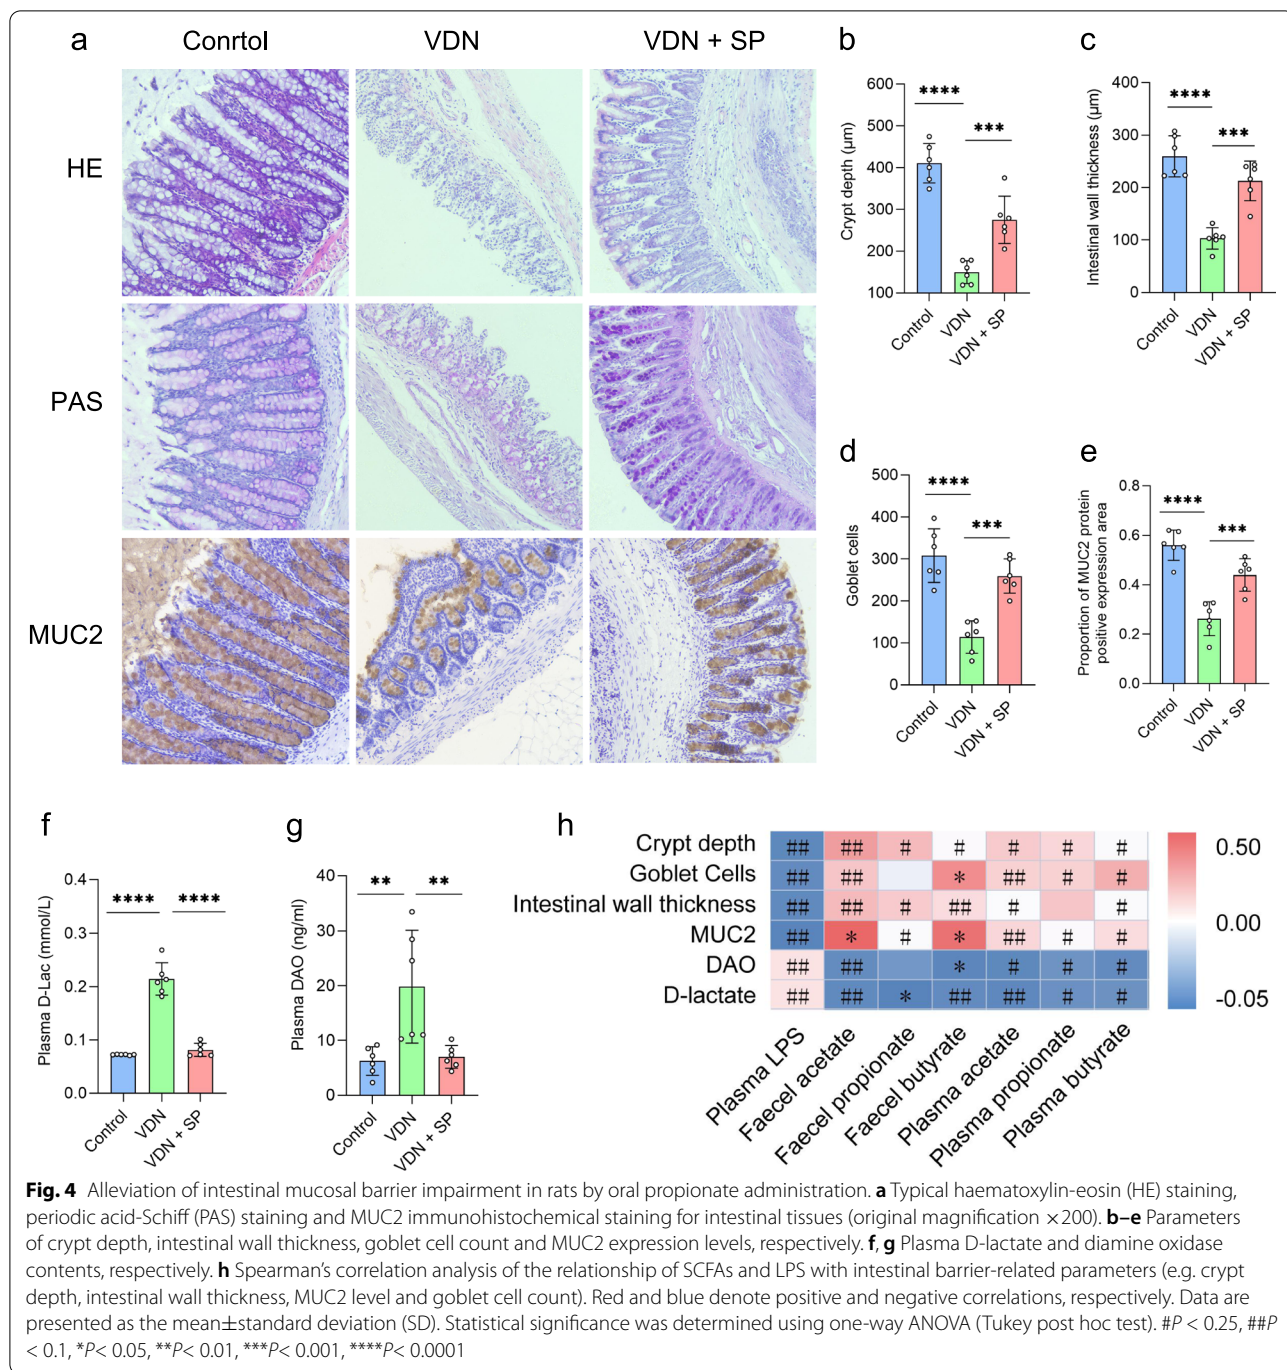 a Conrtol VDN VDN + SP
HE
PAS
MUC2
b
Crypt depth (µm)
600
500
400
300
200
100
**** ***
Control VDN VDN + SP
c
Intestinal wall thickness (µm)
400
300
200
100
0
**** ***
Control VDN VDN + SP
d
Goblet cells
500
400
300
200
100
0
**** ***
Control VDN VDN + SP
e
Proportion of MUC2 protein
positive expression area
0.8
0.6
0.4
0.2
0.0
**** ***
Control VDN VDN + SP
f
Plasma D-Lac (mmol/L)
0.4
0.3
0.2
0.1
0.0
**** ****
Control VDN VDN + SP
g
Plasma DAO (ng/ml)
40
30
20
10
0
** **
Control VDN VDN + SP
h
Crypt depth ## ## # # # # #
Goblet Cells ## ## * ## # #
Intestinal wall thickness ## ## # ## # #
MUC2 ## * # * ## # #
DAO ## ## * # # #
D-lactate ## ## * ## ## # #
Plasma LPS Faecel acetate Faecel propionate Faecel butyrate Plasma acetate Plasma propionate Plasma butyrate
0.50
0.00
-0.05
Fig. 4 Alleviation of intestinal mucosal barrier impairment in rats by oral propionate administration. a Typical haematoxylin-eosin (HE) staining,
periodic acid-Schiff (PAS) staining and MUC2 immunohistochemical staining for intestinal tissues (original magnification ×200). b–e Parameters
of crypt depth, intestinal wall thickness, goblet cell count and MUC2 expression levels, respectively. f, g Plasma D-lactate and diamine oxidase
contents, respectively. h Spearman's correlation analysis of the relationship of SCFAs and LPS with intestinal barrier-related parameters (e.g. crypt
depth, intestinal wall thickness, MUC2 level and goblet cell count). Red and blue denote positive and negative correlations, respectively. Data are
presented as the mean±standard deviation (SD). Statistical significance was determined using one-way ANOVA (Tukey post hoc test). #P < 0.25, ##P
< 0.1, *P< 0.05, **P< 0.01, ***P< 0.001, ****P< 0.0001